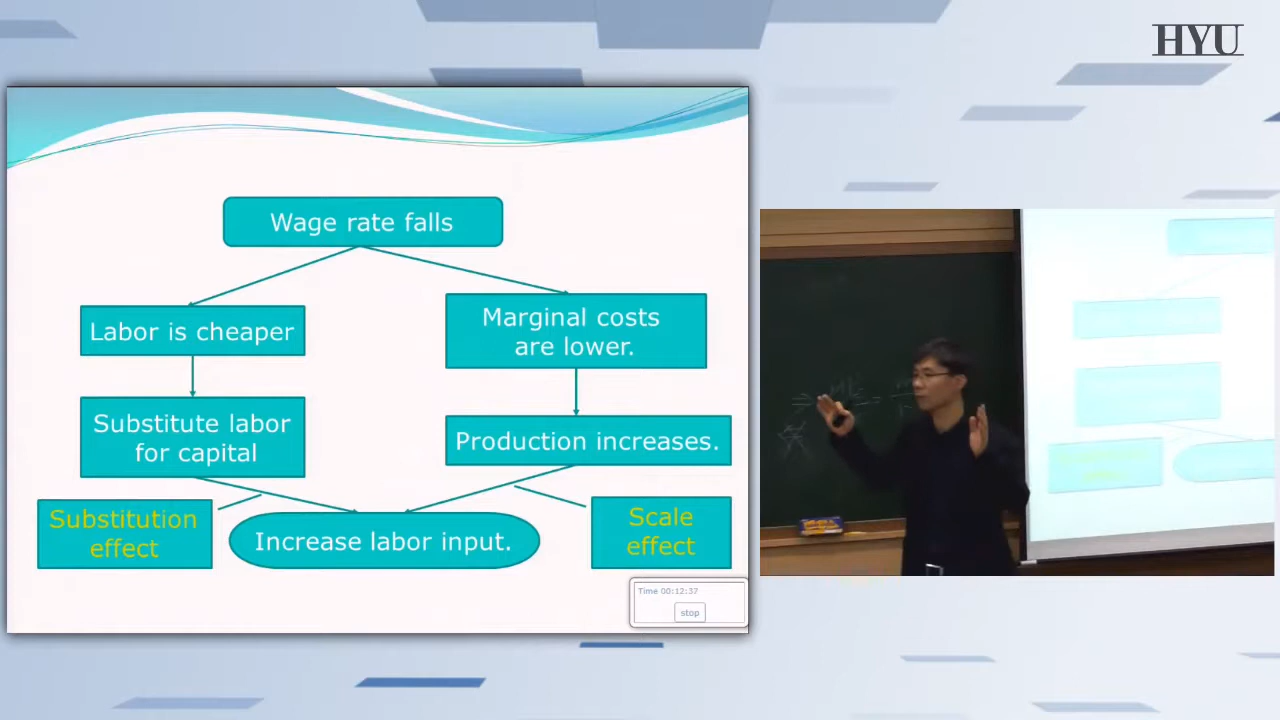 HYU
Wage rate falls
Labor is cheaper
Marginal costs
are lower.
Substitute labor
for capital
Production increases.
Substitution
effect
Increase labor input.
Scale
effect
Time 00:12:37
stop